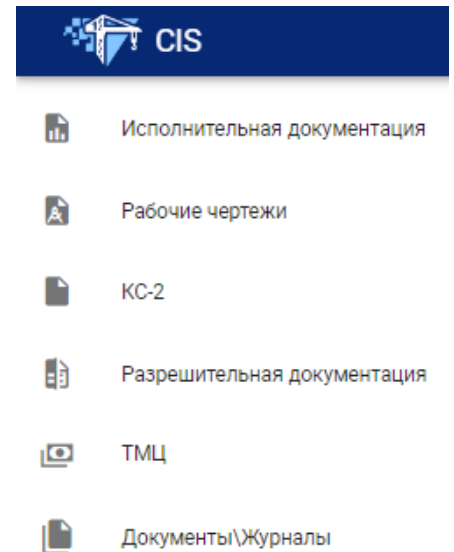 CIS
Исполнительная документация
Рабочие чертежи
КС-2
Разрешительная документация
ТМЦ
Документы\Журналы